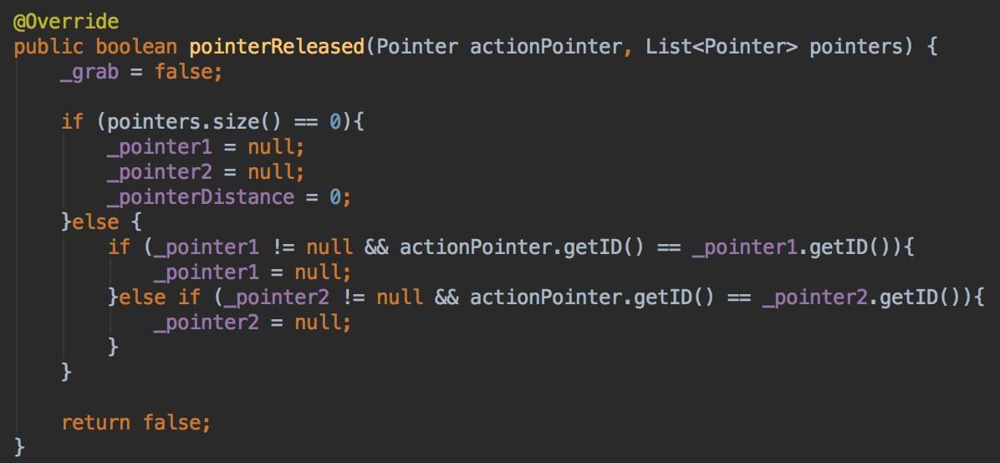 @Override
public boolean pointerReleased(Pointer actionPointer, List<Pointer> pointers) {
    _grab = false;

    if (pointers.size() == 0){
        _pointer1 = null;
        _pointer2 = null;
        _pointerDistance = 0;
    }else {
        if (_pointer1 != null && actionPointer.getID() == _pointer1.getID()){
            _pointer1 = null;
        }else if (_pointer2 != null && actionPointer.getID() == _pointer2.getID()){
            _pointer2 = null;
        }
    }

    return false;
}